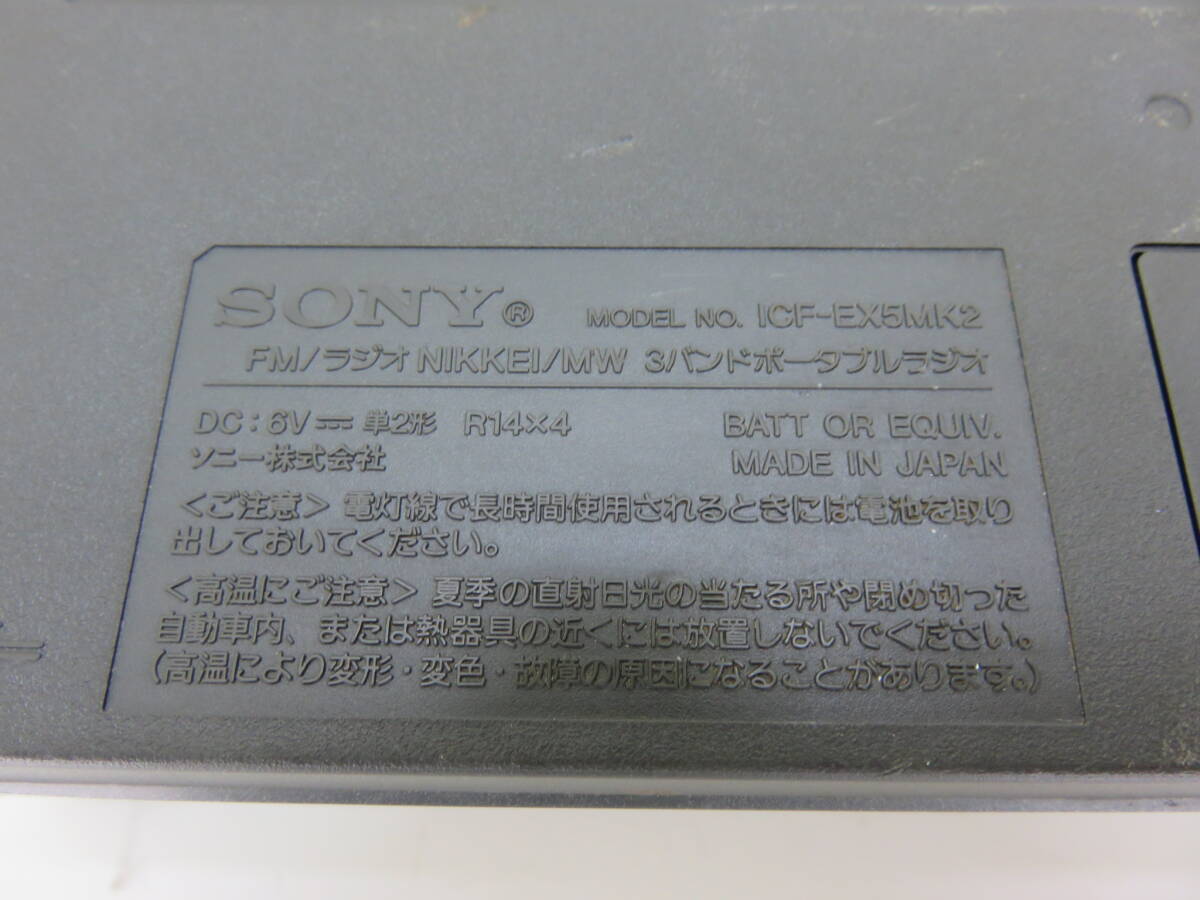 SONY® MODEL NO. ICF-EX5MK2
FM/ラジオNIKKEI/MW 3バンドポータブルラジオ
DC:6V⎓ 単2形 R14×4 BATT OR EQUIV.
ソニー株式会社 MADE IN JAPAN
<ご注意> 電灯線で長時間使用されるときには電池を取り
出しておいてください。
<高温にご注意> 夏季の直射日光の当たる所や閉め切った
自動車内、または熱器具の近くには放置しないでください。
(高温により変形・変色・故障の原因になることがあります。)